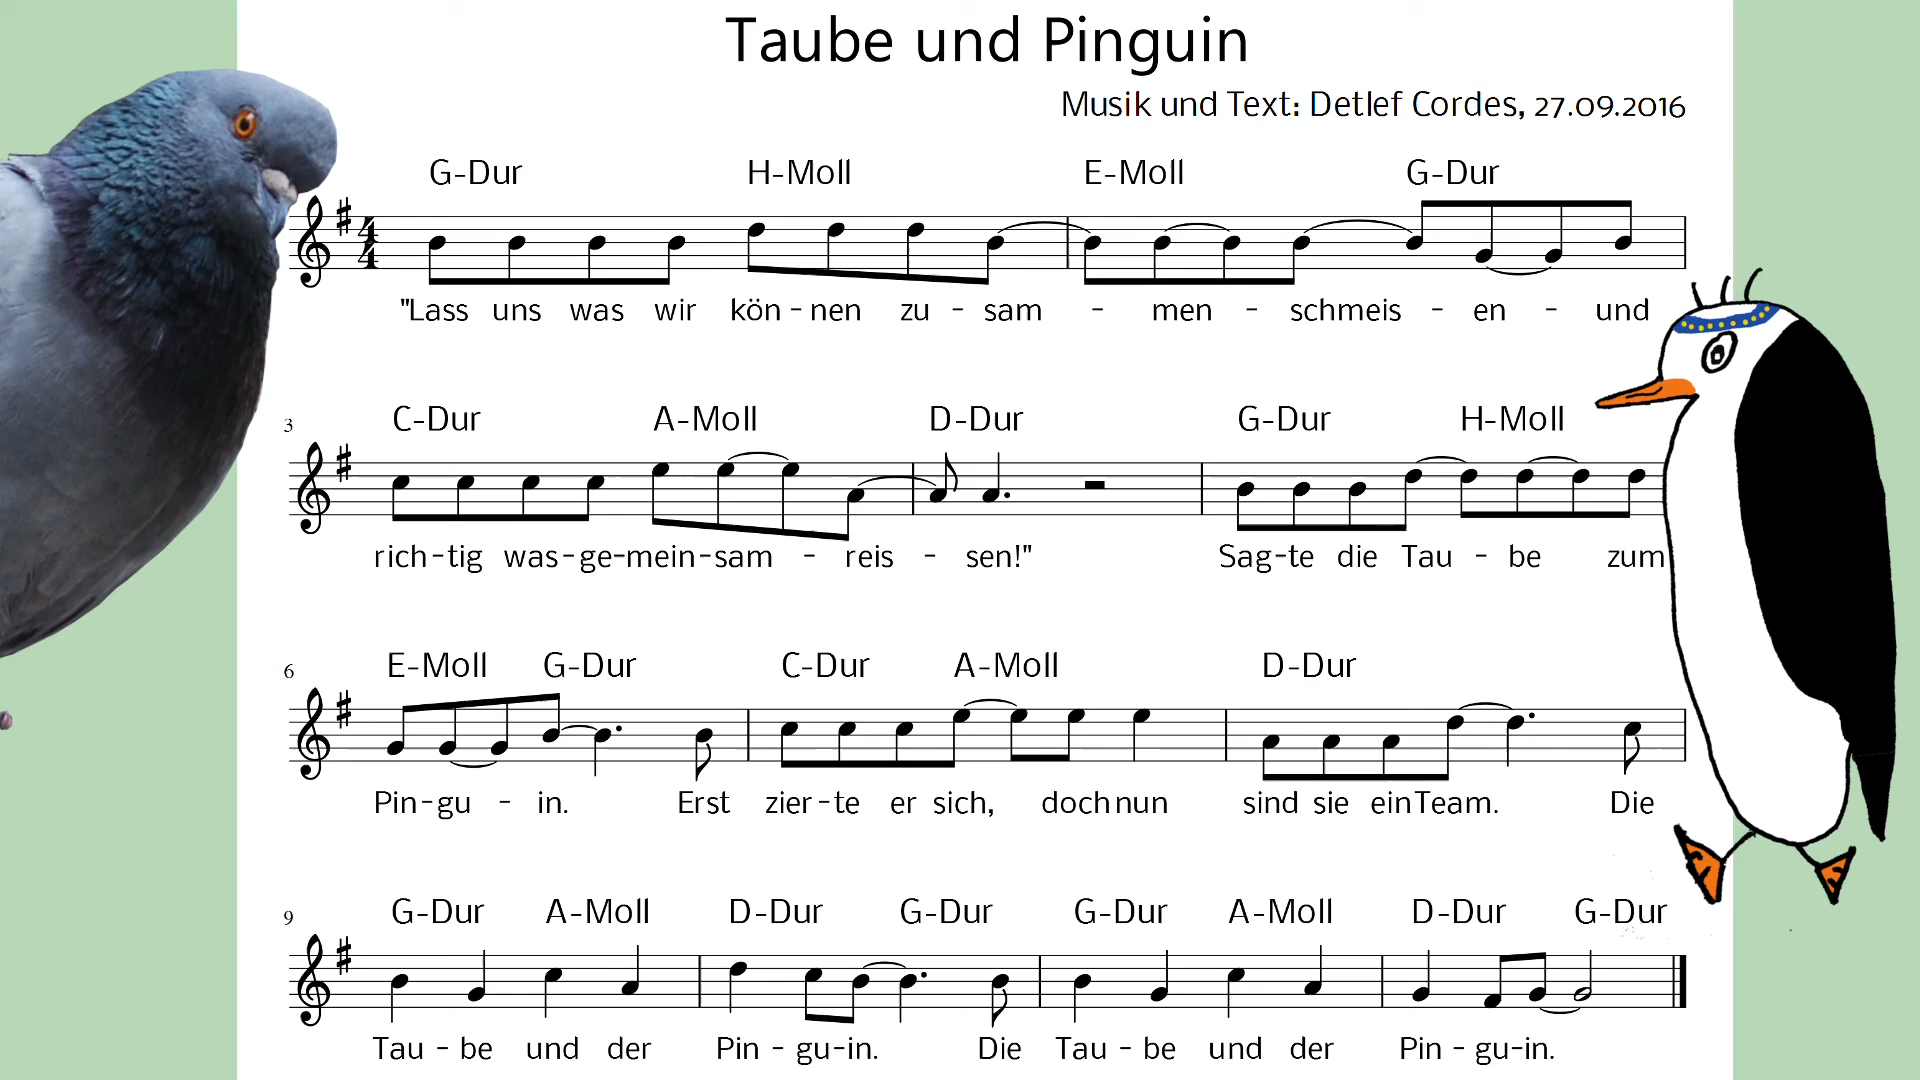 Taube und Pinguin
Musik und Text: Detlef Cordes, 27.09.2016
G-Dur H-Moll E-Moll G-Dur
4
4
"Lass uns was wir kön - nen zu - sam - men - schmeis - en - und
3
C-Dur A-Moll D-Dur G-Dur H-Moll
rich-tig was-ge-mein-sam - reis - sen!" Sag-te die Tau - be zum
6
E-Moll G-Dur C-Dur A-Moll D-Dur
Pin-gu - in. Erst zier-te er sich, doch nun sind sie ein Team. Die
9
G-Dur A-Moll D-Dur G-Dur G-Dur A-Moll D-Dur G-Dur
Tau - be und der Pin - gu-in. Die Tau - be und der Pin - gu-in.